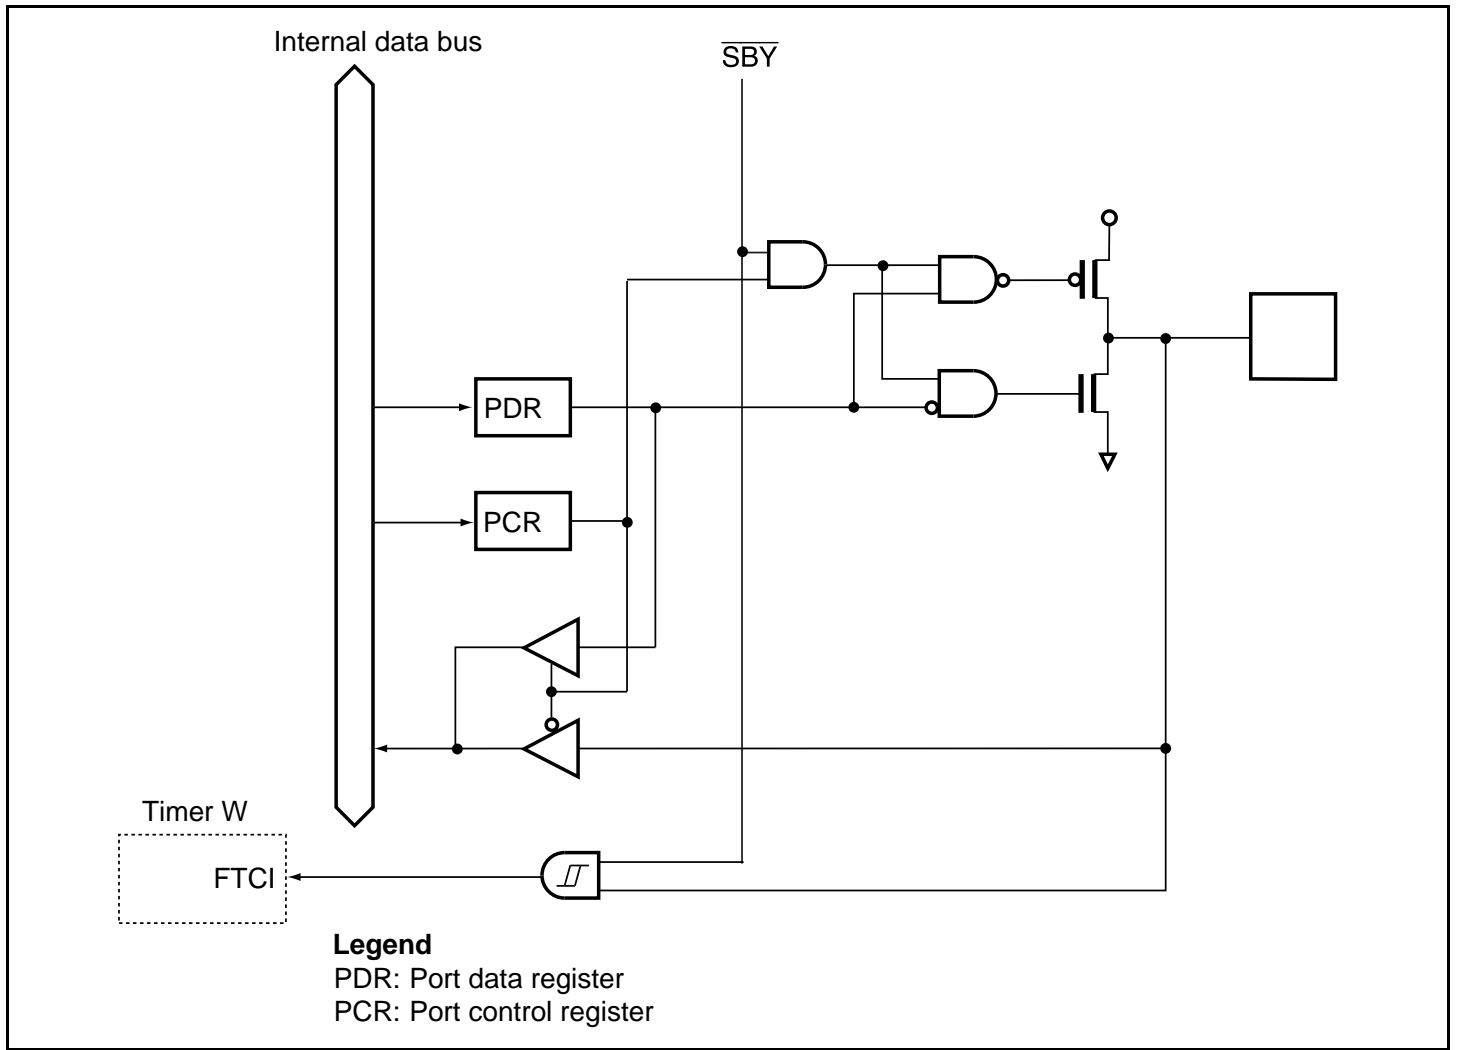 Internal data bus
SBY
PDR
PCR
Timer W
FTCI
Legend
PDR: Port data register
PCR: Port control register